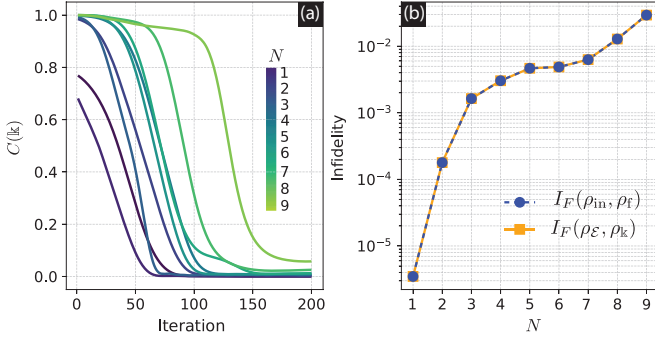 (a)
1.0
0.8
0.6
0.4
0.2
0.0
C(𝕜)
0
50
100
150
200
Iteration
N
1
2
3
4
5
6
7
8
9
(b)
10⁻²
10⁻³
10⁻⁴
10⁻⁵
Infidelity
I_F(ρ_in, ρ_f)
I_F(ρ_ℰ, ρ_𝕜)
1 2 3 4 5 6 7 8 9
N